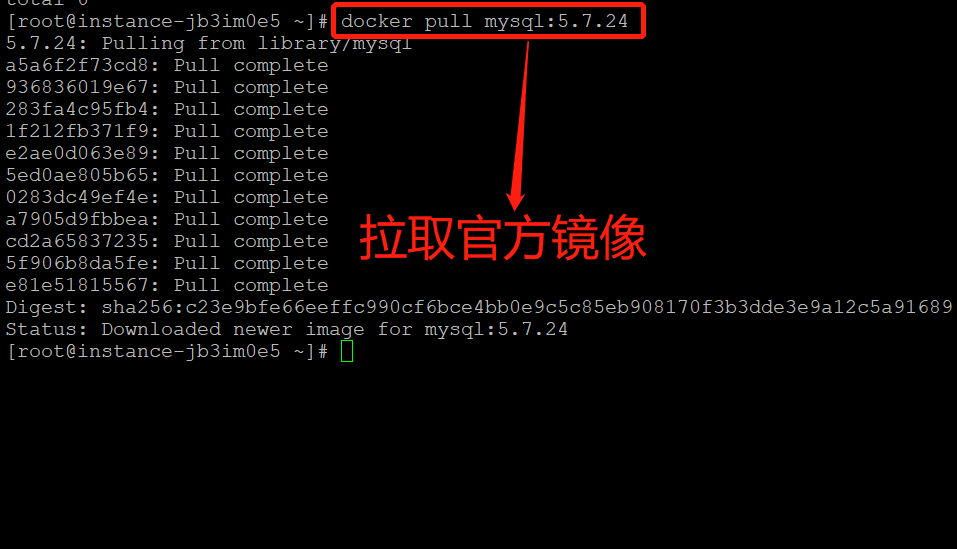 total 0
[root@instance-jb3im0e5 ~]# docker pull mysql:5.7.24
5.7.24: Pulling from library/mysql
a5a6f2f73cd8: Pull complete
936836019e67: Pull complete
283fa4c95fb4: Pull complete
1f212fb371f9: Pull complete
e2ae0d063e89: Pull complete
5ed0ae805b65: Pull complete
0283dc49ef4e: Pull complete
a7905d9fbbea: Pull complete
cd2a65837235: Pull complete
5f906b8da5fe: Pull complete
e81e51815567: Pull complete
拉取官方镜像
Digest: sha256:c23e9bfe66eeffc990cf6bce4bb0e9c5c85eb908170f3b3dde3e9a12c5a91689
Status: Downloaded newer image for mysql:5.7.24
[root@instance-jb3im0e5 ~]#